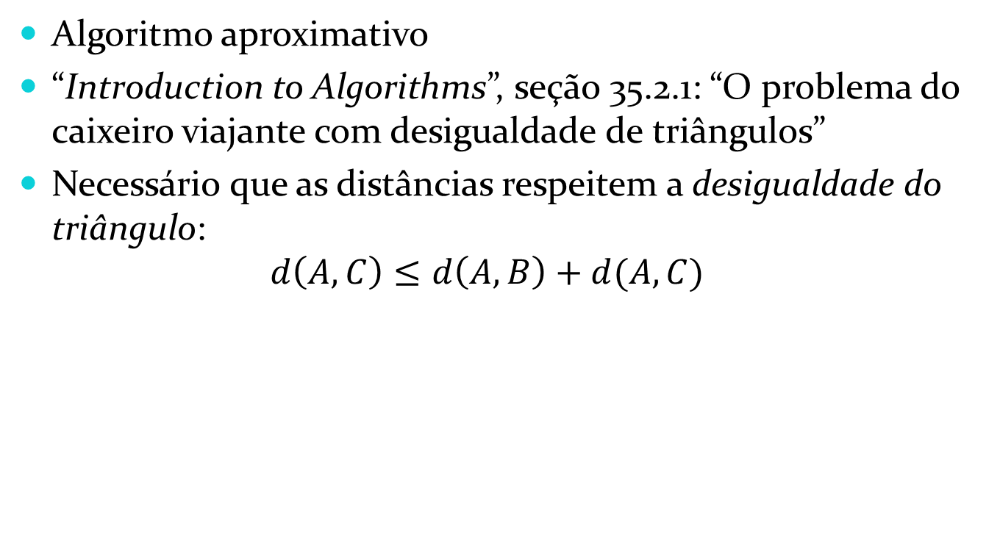 • Algoritmo aproximativo
• “Introduction to Algorithms”, seção 35.2.1: “O problema do
caixeiro viajante com desigualdade de triângulos”
• Necessário que as distâncias respeitem a desigualdade do
triângulo:
d(A, C) ≤ d(A, B) + d(A, C)